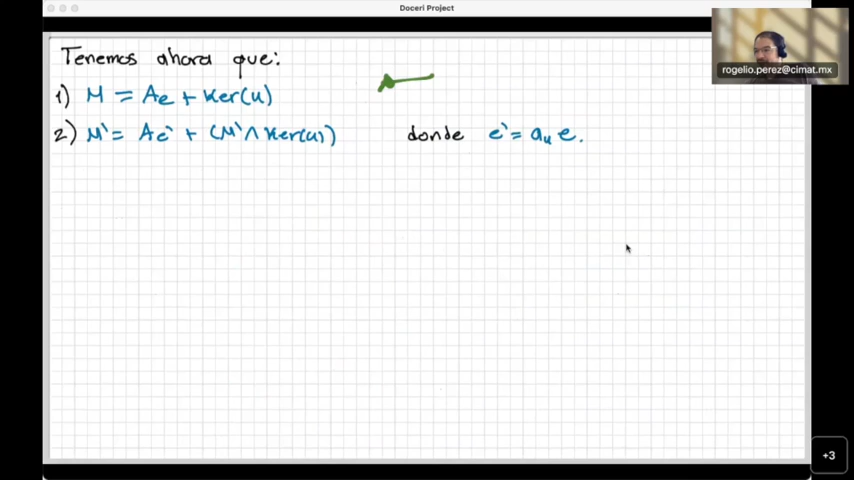 Doceri Project
rogelio.perez@cimat.mx
Tenemos ahora que:
1) M = Ae + Ker(u)
2) M' = Ae' + (M' ∩ Ker(u)) donde e' = a_u e.
+3